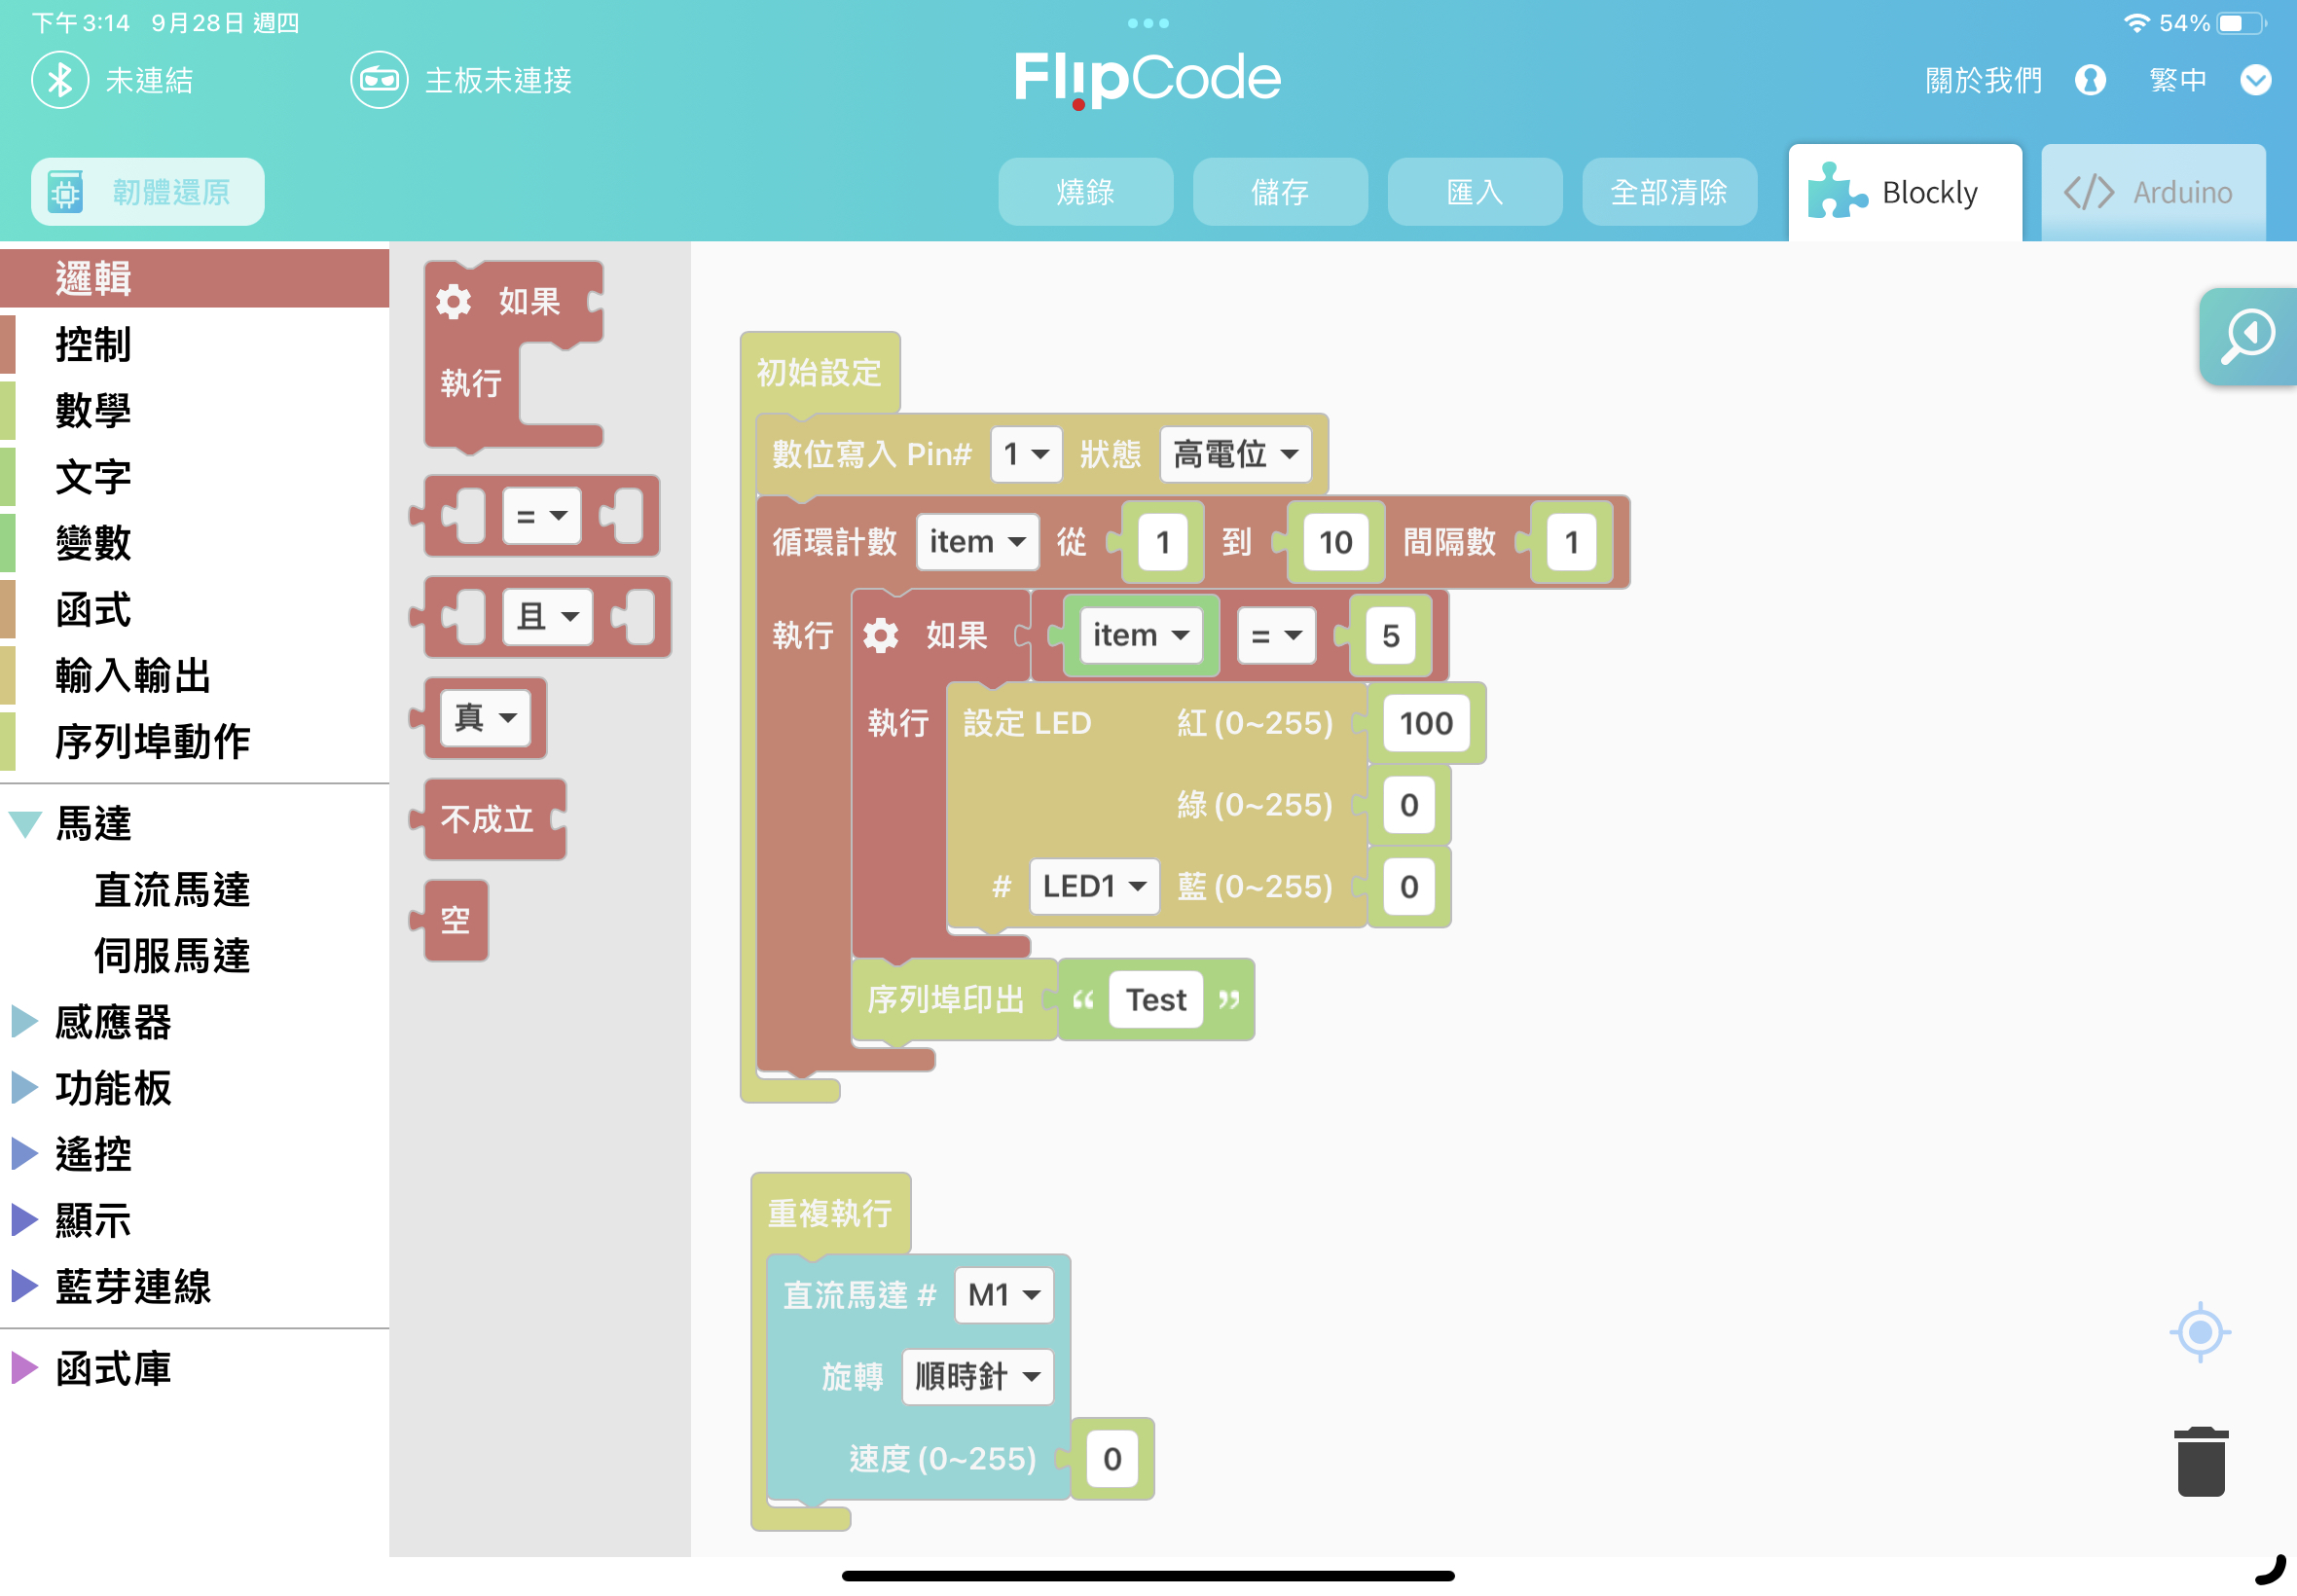 下午3:14 9月28日 週四
54%
未連結
主板未連接
FlipCode
關於我們
繁中
韌體還原
燒錄
儲存
匯入
全部清除
Blockly
</> Arduino
邏輯
控制
數學
文字
變數
函式
輸入輸出
序列埠動作
馬達
直流馬達
伺服馬達
感應器
功能板
遙控
顯示
藍芽連線
函式庫
如果
執行
=
且
真
不成立
空
初始設定
數位寫入 Pin# 1 狀態 高電位
循環計數 item 從 1 到 10 間隔數 1
執行 如果 item = 5
執行 設定 LED 紅 (0~255) 100
綠 (0~255) 0
# LED1 藍 (0~255) 0
序列埠印出 “ Test ”
重複執行
直流馬達 # M1
旋轉 順時針
速度 (0~255) 0